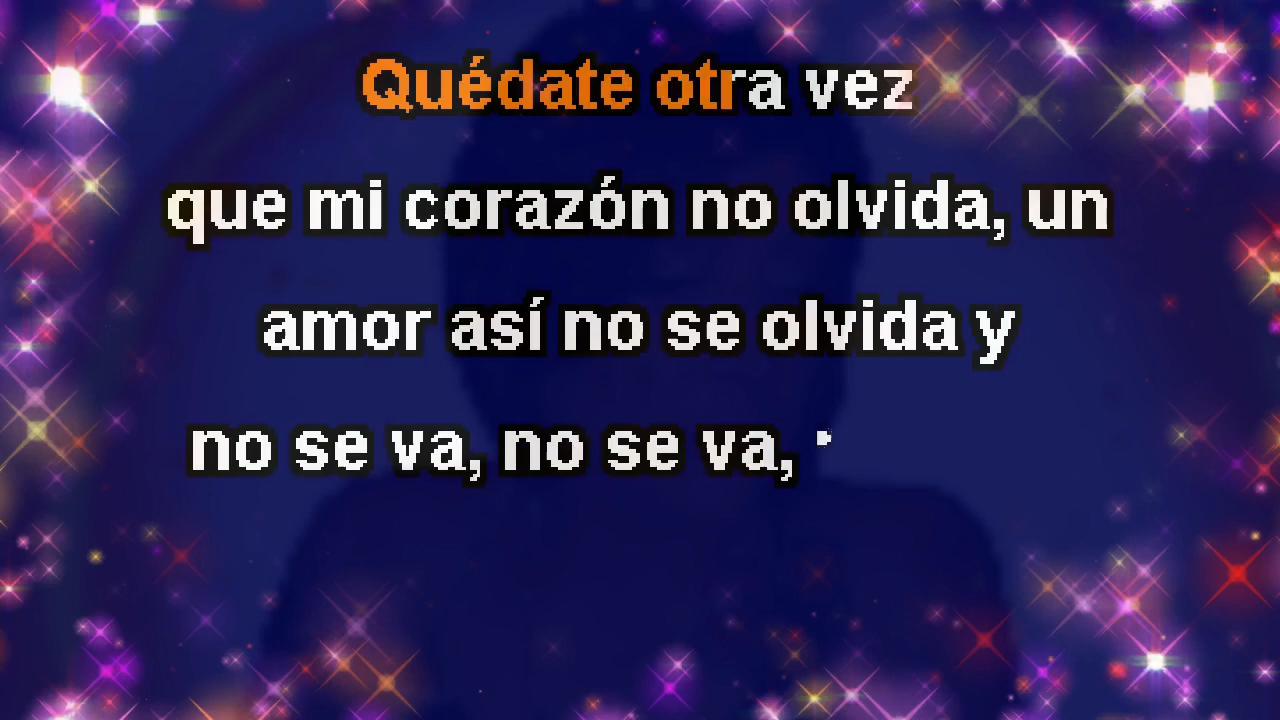 Quédate otra vez
que mi corazón no olvida, un
amor así no se olvida y
no se va, no se va,